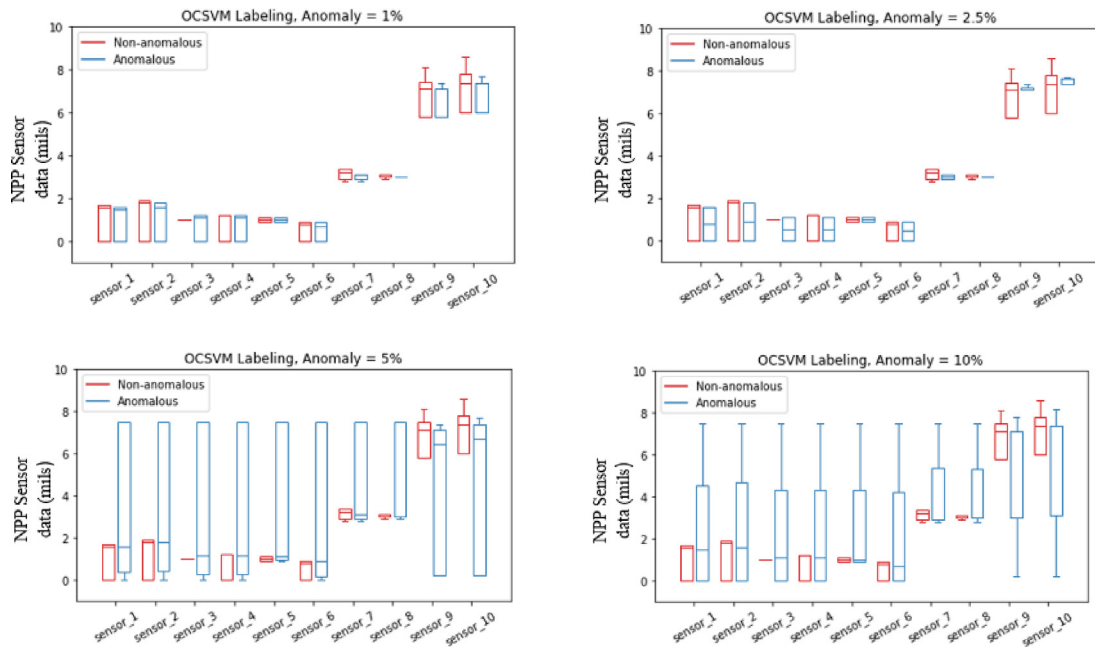 OCSVM Labeling, Anomaly = 1%
NPP Sensor
data (mils)
10
8
6
4
2
0
Non-anomalous
Anomalous
sensor_1
sensor_2
sensor_3
sensor_4
sensor_5
sensor_6
sensor_7
sensor_8
sensor_9
sensor_10
OCSVM Labeling, Anomaly = 2.5%
NPP Sensor
data (mils)
10
8
6
4
2
0
Non-anomalous
Anomalous
sensor_1
sensor_2
sensor_3
sensor_4
sensor_5
sensor_6
sensor_7
sensor_8
sensor_9
sensor_10
OCSVM Labeling, Anomaly = 5%
NPP Sensor
data (mils)
10
8
6
4
2
0
Non-anomalous
Anomalous
sensor_1
sensor_2
sensor_3
sensor_4
sensor_5
sensor_6
sensor_7
sensor_8
sensor_9
sensor_10
OCSVM Labeling, Anomaly = 10%
NPP Sensor
data (mils)
10
8
6
4
2
0
Non-anomalous
Anomalous
sensor_1
sensor_2
sensor_3
sensor_4
sensor_5
sensor_6
sensor_7
sensor_8
sensor_9
sensor_10